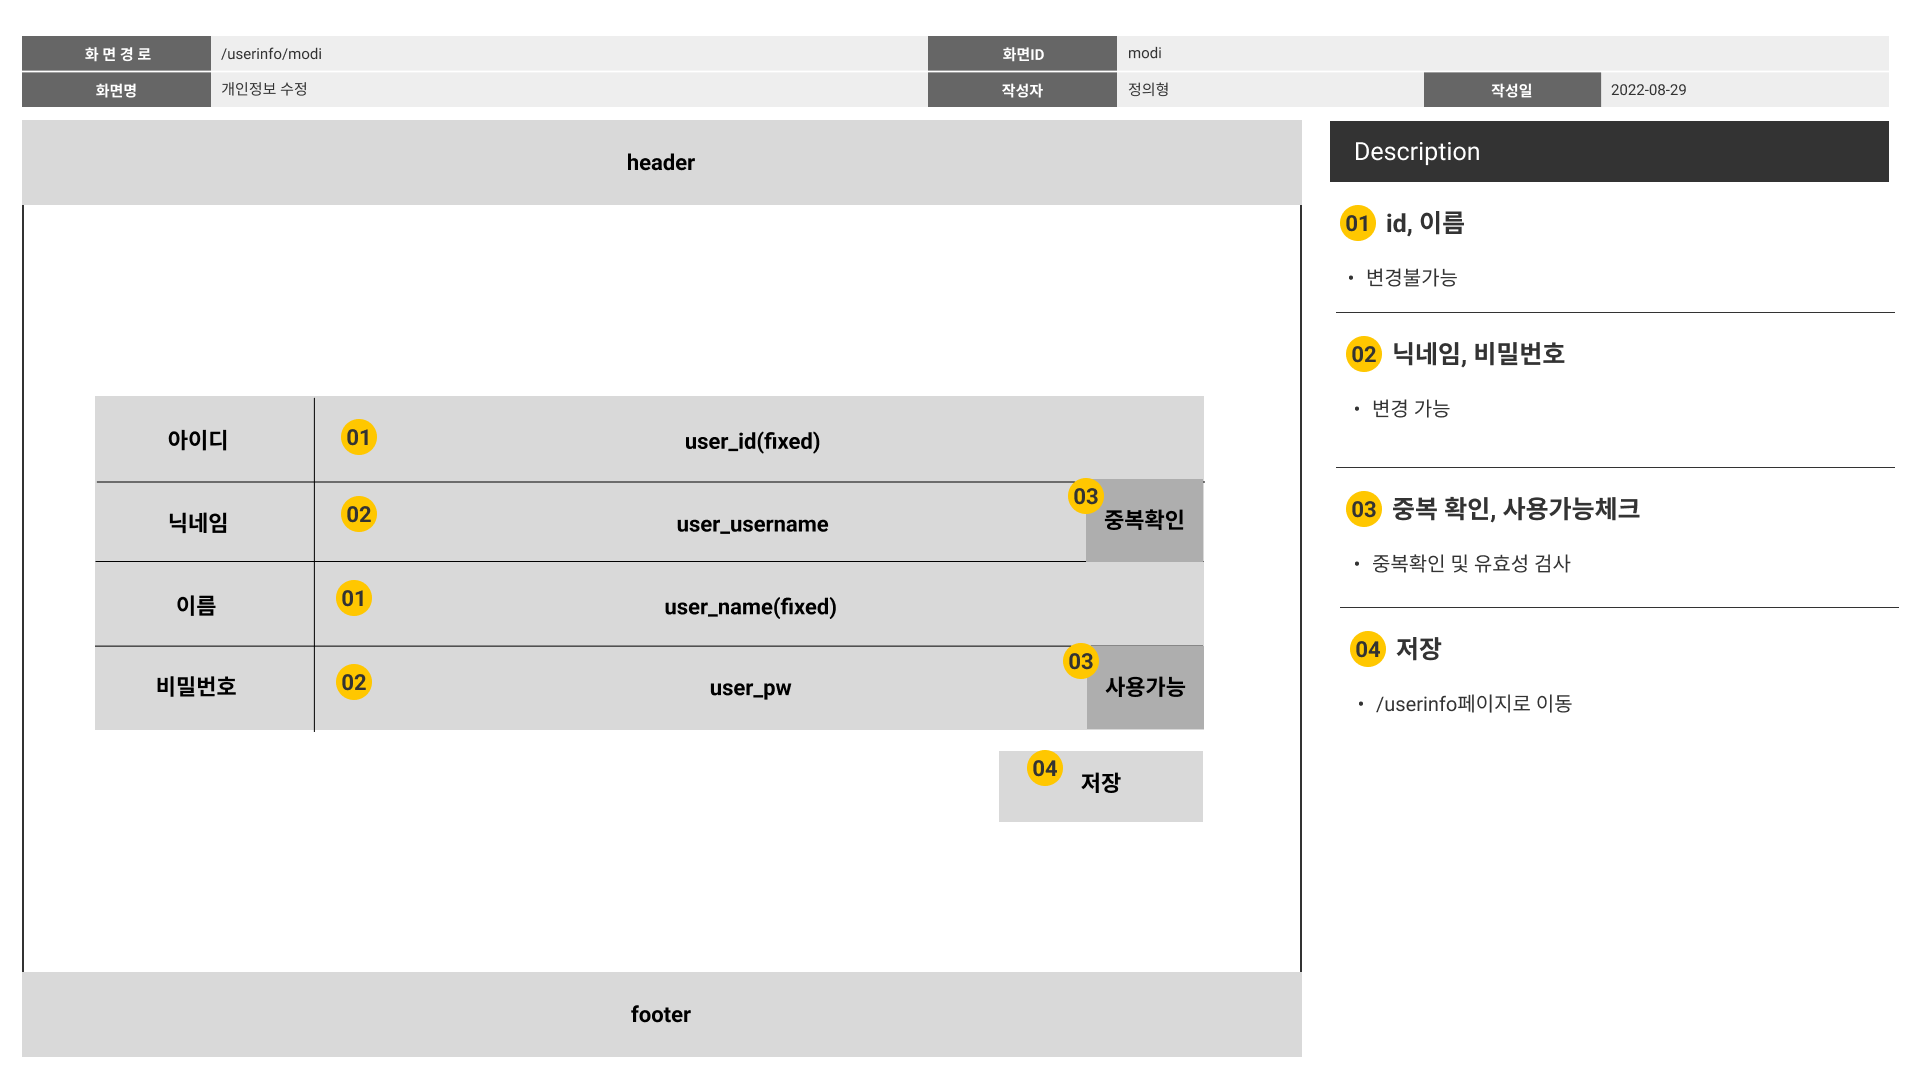 화 면 경 로 /userinfo/modi 화면ID modi
화면명 개인정보 수정 작성자 정의형 작성일 2022-08-29
header
아이디 01 user_id(fixed)
닉네임 02 user_username 03 중복확인
이름 01 user_name(fixed)
비밀번호 02 user_pw 03 사용가능
04 저장
footer
Description
01 id, 이름
• 변경불가능
02 닉네임, 비밀번호
• 변경 가능
03 중복 확인, 사용가능체크
• 중복확인 및 유효성 검사
04 저장
• /userinfo페이지로 이동